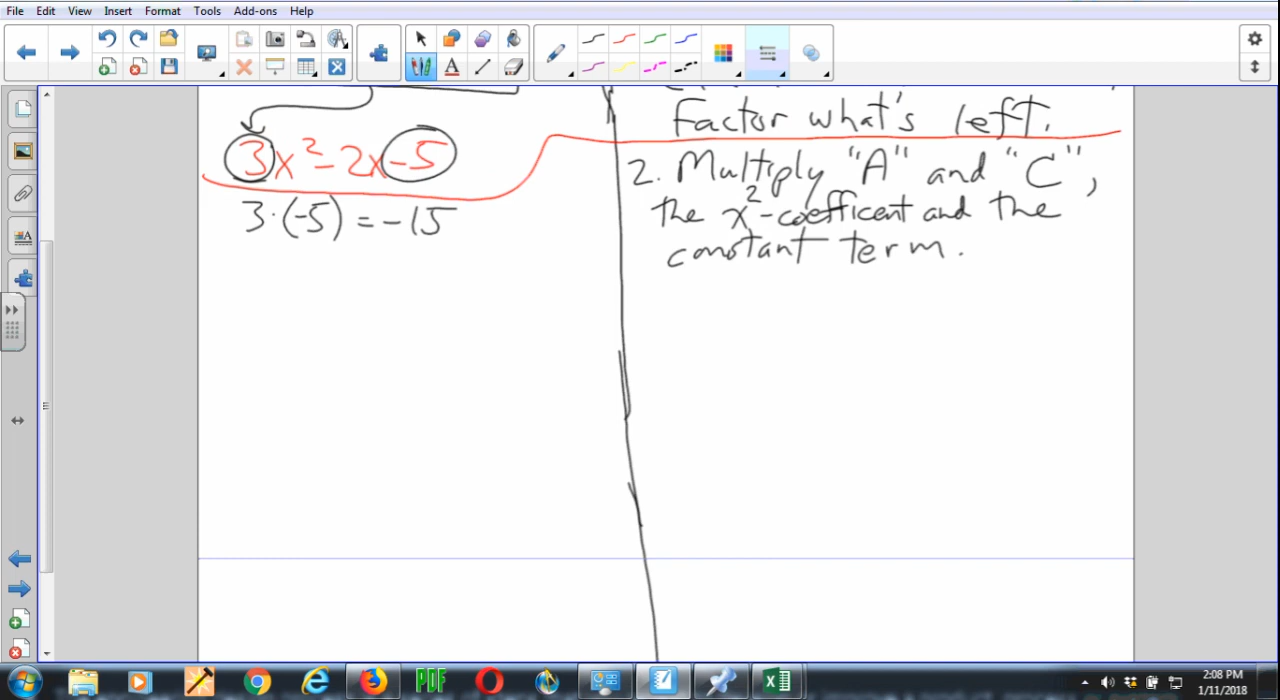 File Edit View Insert Format Tools Add-ons Help
Factor what's left.
3x² - 2x - 5
3·(-5) = -15
2. Multiply "A" and "C",
the x²-coefficent and the
constant term.
PDF
2:08 PM
1/11/2018